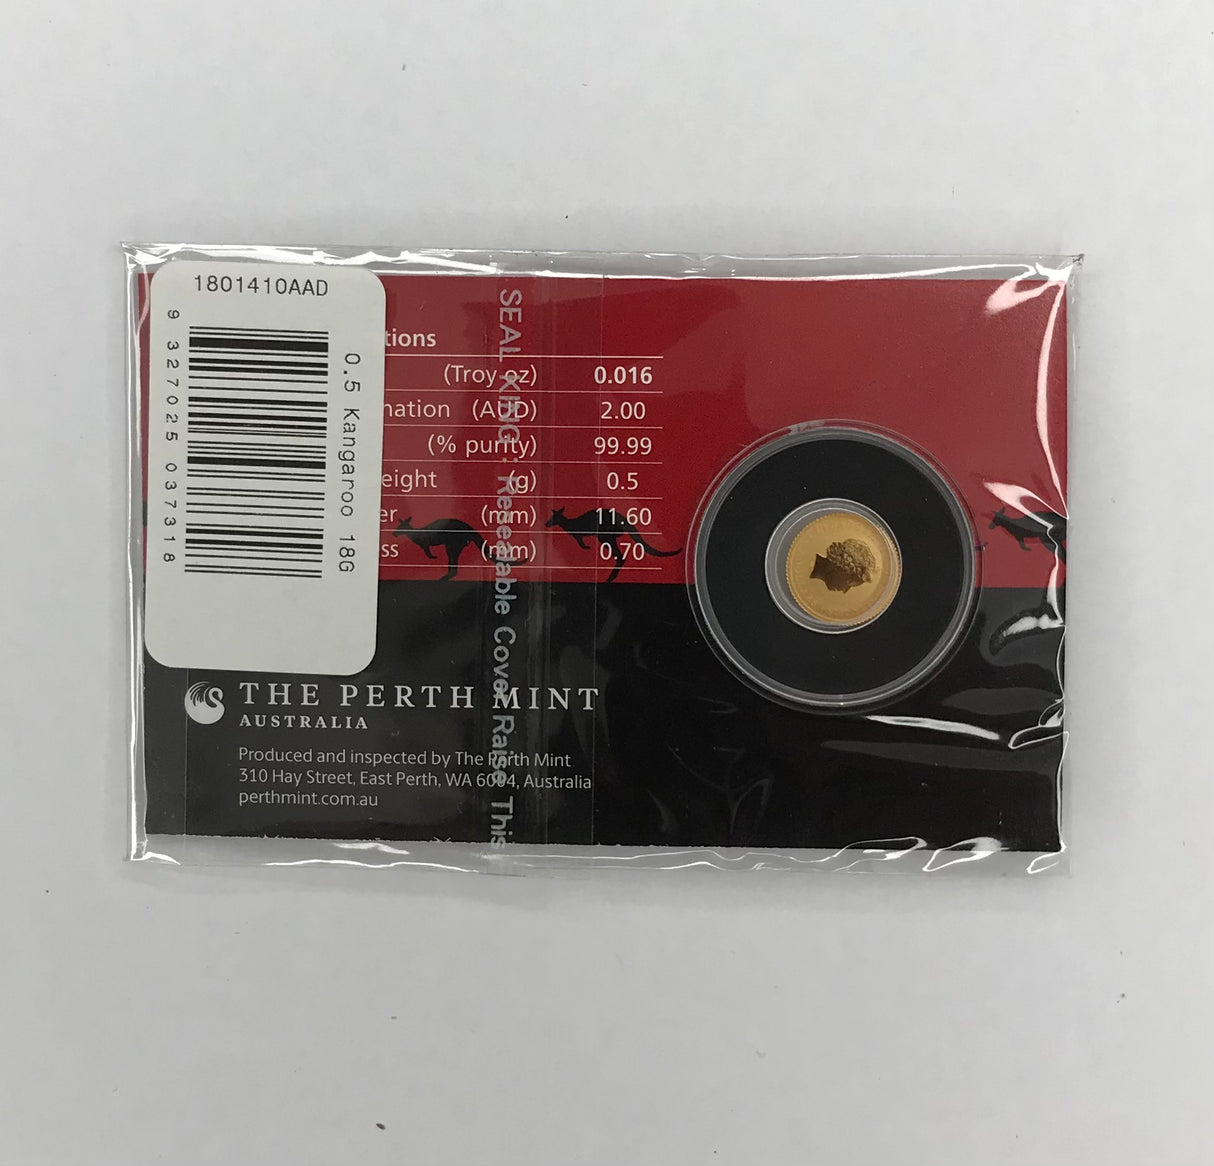 1801410AAD
9 327025 037318
0.5 Kangaroo 18G
tions
(Troy oz) 0.016
nation (AUD) 2.00
(% purity) 99.99
eight (g) 0.5
er (mm) 11.60
ss (mm) 0.70
SEAL KING : Resealable Cover Raise This
THE PERTH MINT
AUSTRALIA
Produced and inspected by The Perth Mint
310 Hay Street, East Perth, WA 6004, Australia
perthmint.com.au